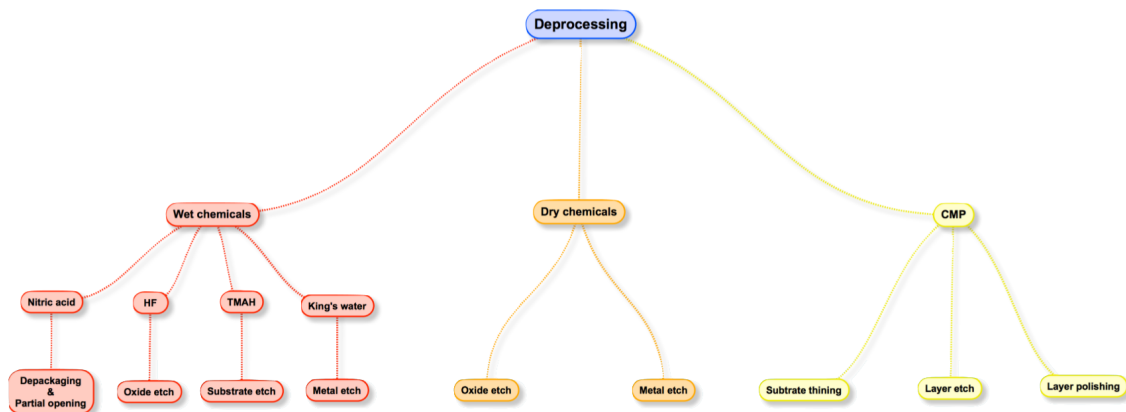 Deprocessing
Wet chemicals
Dry chemicals
CMP
Nitric acid
HF
TMAH
King's water
Depackaging
&
Partial opening
Oxide etch
Substrate etch
Metal etch
Oxide etch
Metal etch
Subtrate thining
Layer etch
Layer polishing